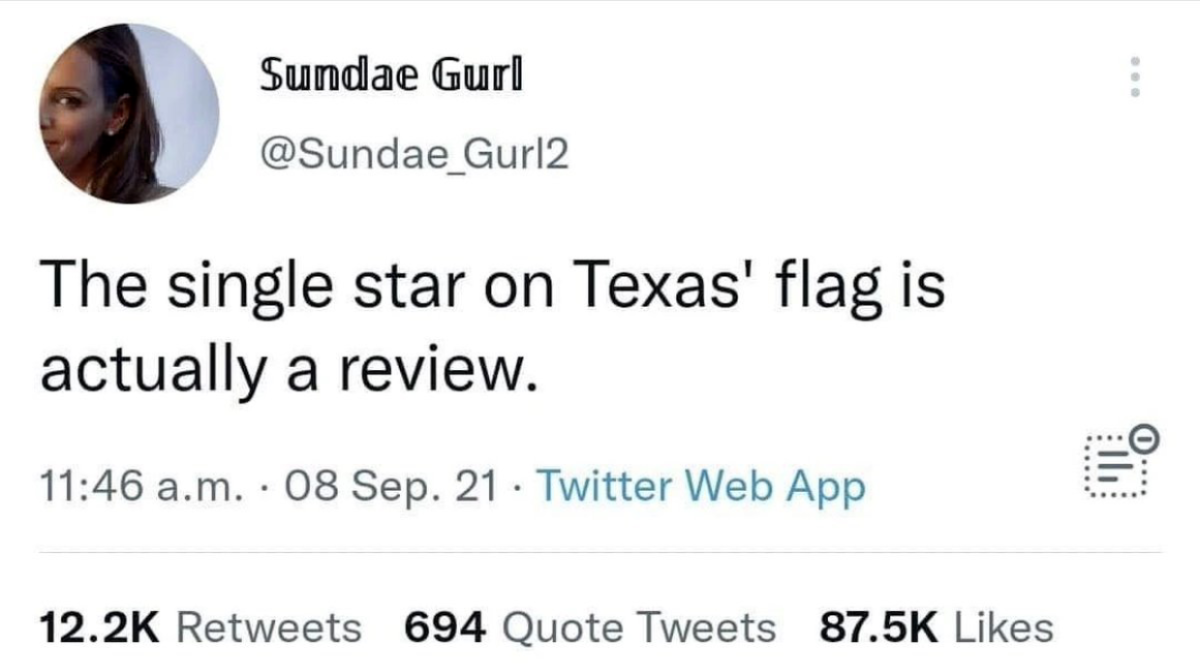 Sundae Gurl
@Sundae_Gurl2
The single star on Texas' flag is
actually a review.
11:46 a.m. · 08 Sep. 21 · Twitter Web App
12.2K Retweets 694 Quote Tweets 87.5K Likes